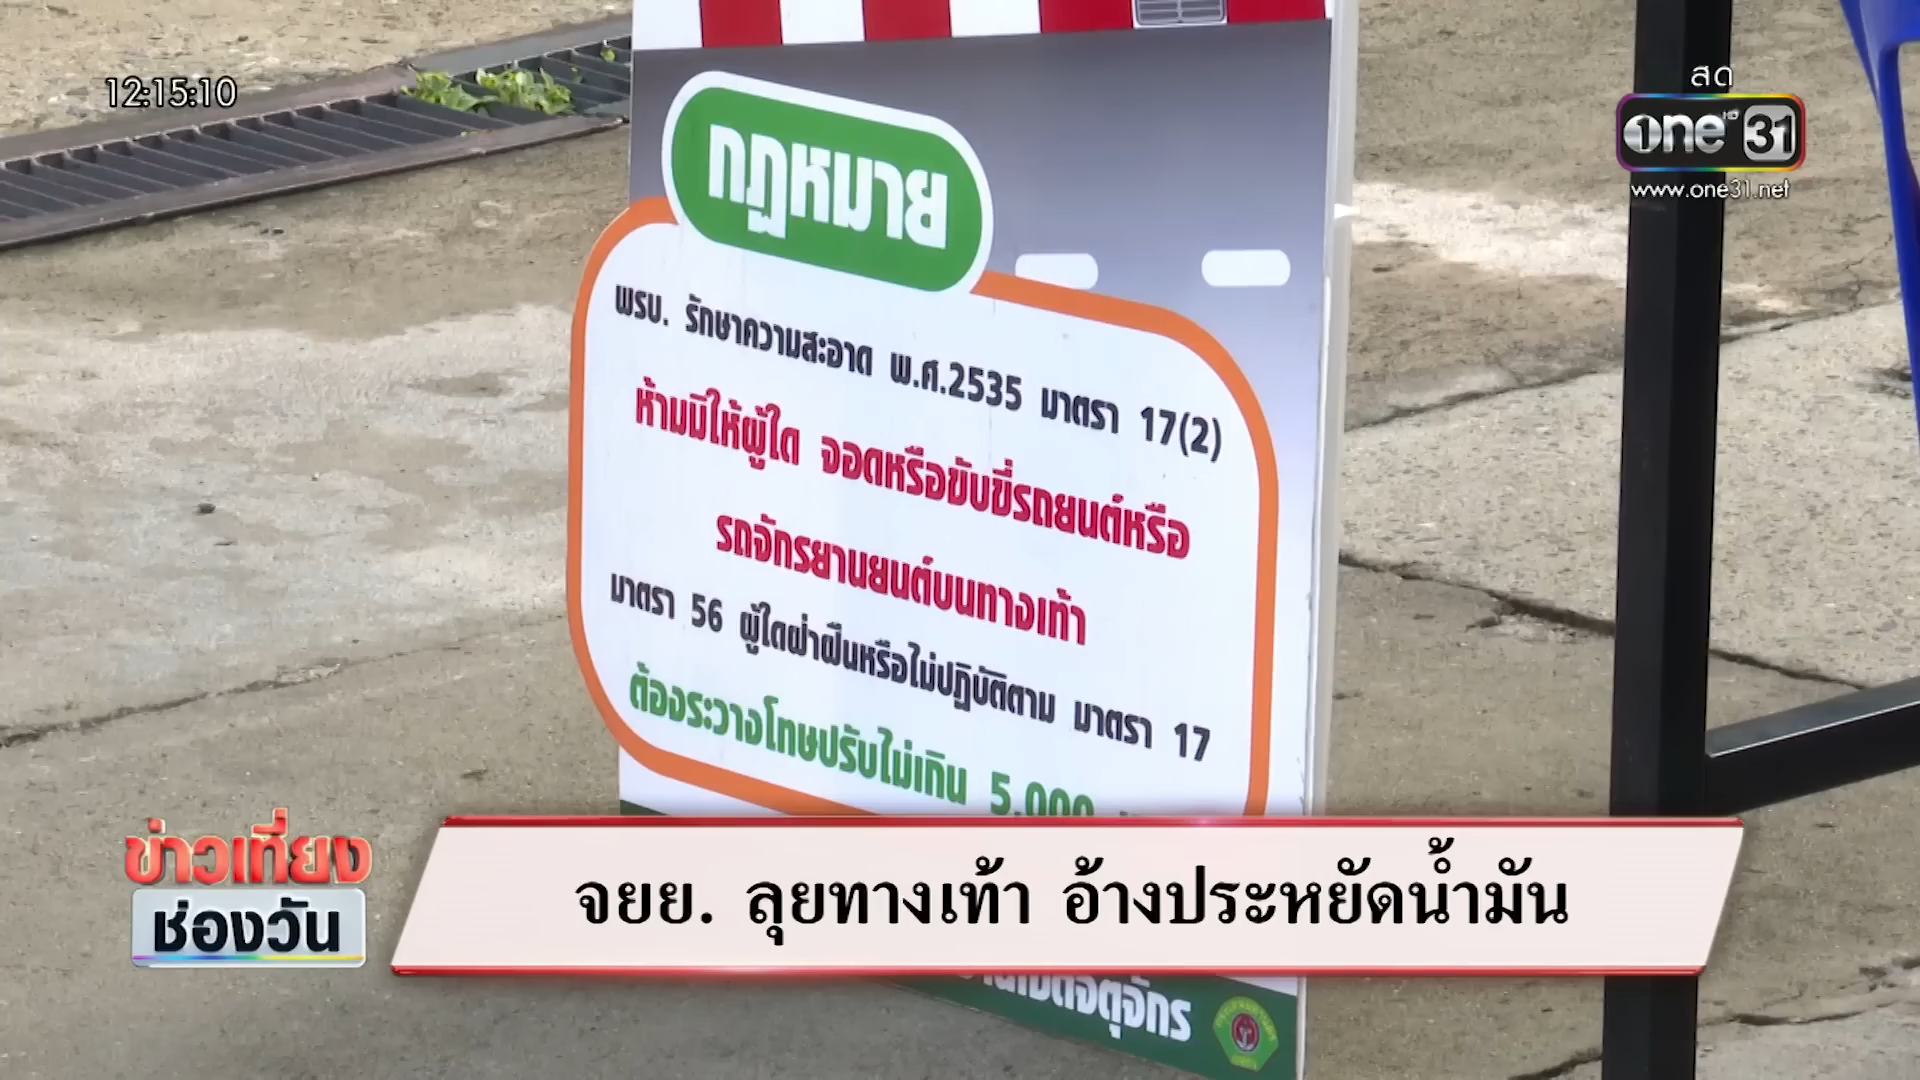 12:15:10
สด
one HD 31
www.one31.net
กฎหมาย
พรบ. รักษาความสะอาด พ.ศ.2535 มาตรา 17(2)
ห้ามมิให้ผู้ใด จอดหรือขับขี่รถยนต์หรือ
รถจักรยานยนต์บนทางเท้า
มาตรา 56 ผู้ใดฝ่าฝืนหรือไม่ปฏิบัติตาม มาตรา 17
ต้องระวางโทษปรับไม่เกิน 5,000
ข่าวเที่ยง
ช่องวัน
จยย. ลุยทางเท้า อ้างประหยัดน้ำมัน
จตุจักร